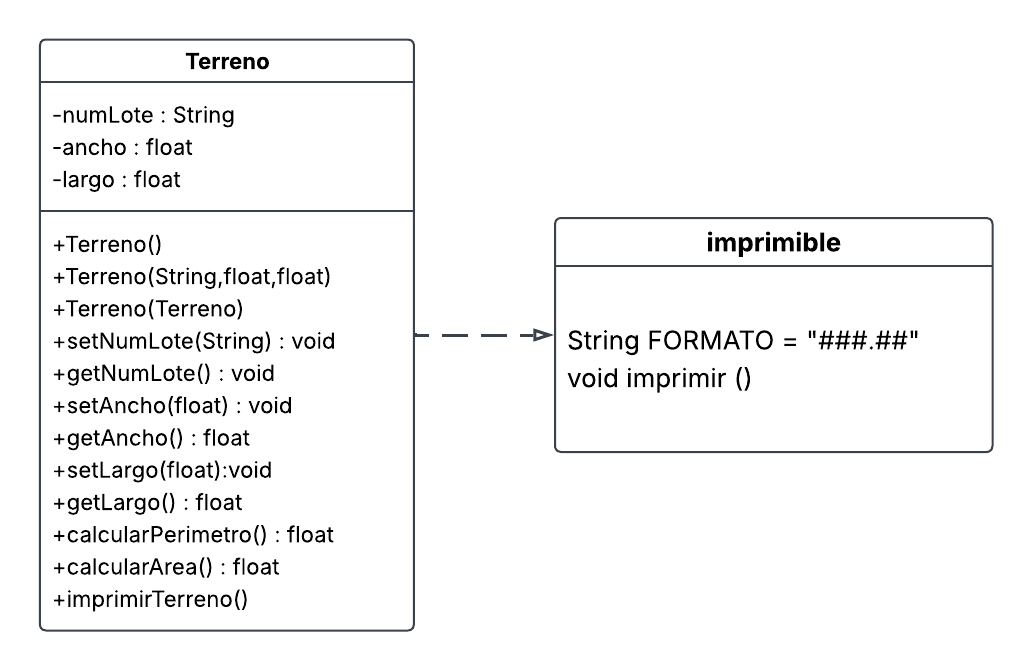 Terreno
-numLote : String
-ancho : float
-largo : float
+Terreno()
+Terreno(String,float,float)
+Terreno(Terreno)
+setNumLote(String) : void
+getNumLote() : void
+setAncho(float) : void
+getAncho() : float
+setLargo(float):void
+getLargo() : float
+calcularPerimetro() : float
+calcularArea() : float
+imprimirTerreno()
imprimible
String FORMATO = "###.##"
void imprimir ()